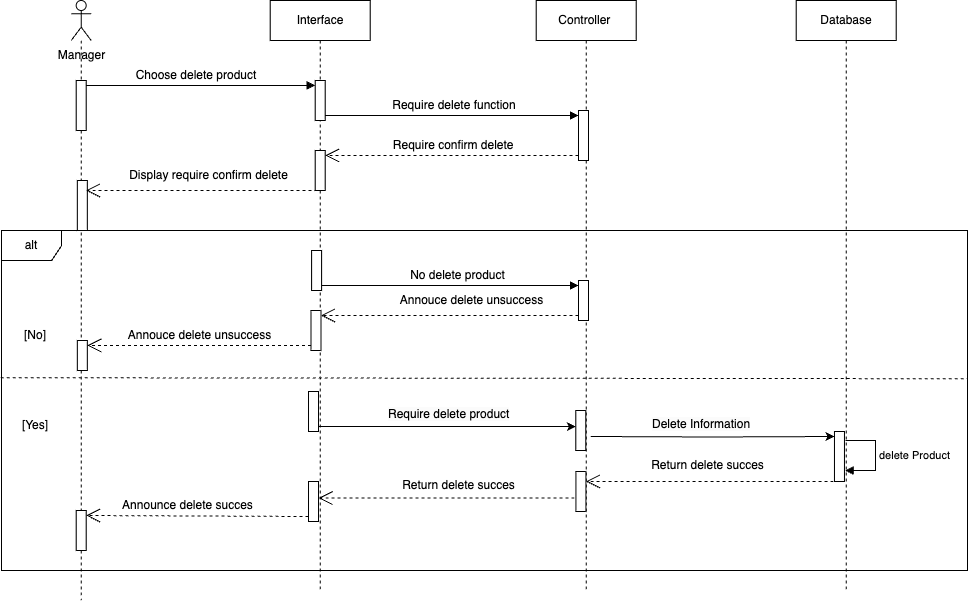 Interface
Controller
Database
Manager
Choose delete product
Require delete function
Require confirm delete
Display require confirm delete
alt
No delete product
Annouce delete unsuccess
[No]
Annouce delete unsuccess
[Yes]
Require delete product
Delete Information
delete Product
Return delete succes
Return delete succes
Announce delete succes